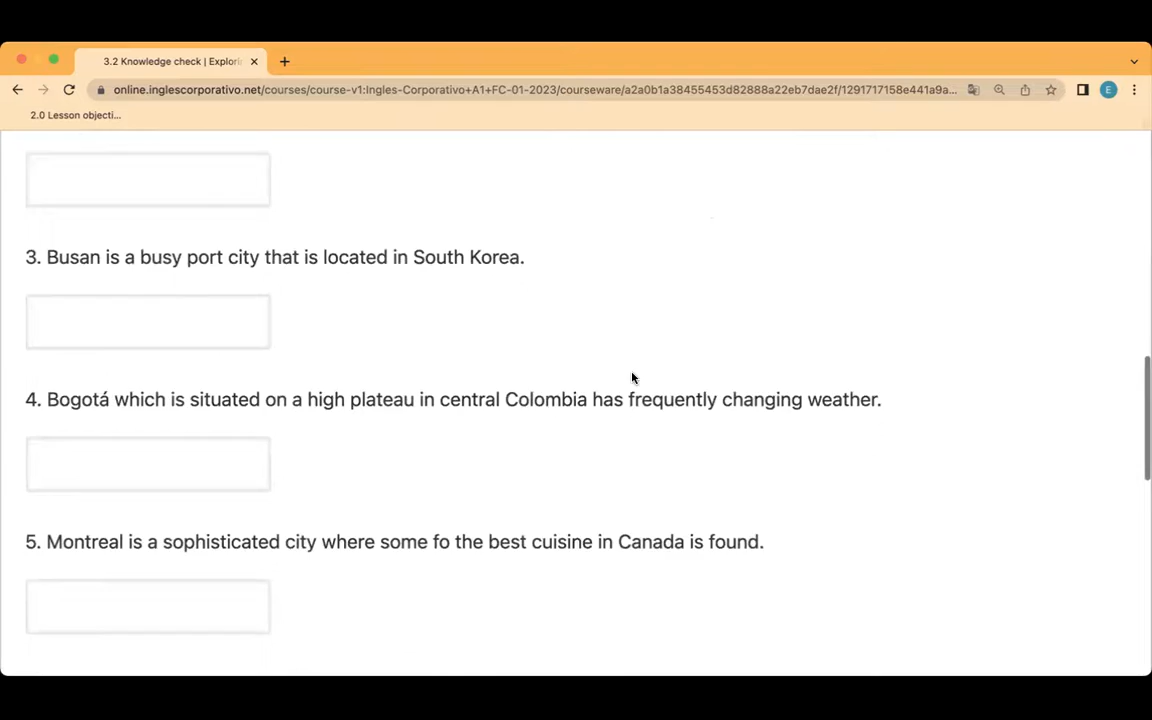 3.2 Knowledge check | Explori
online.inglescorporativo.net/courses/course-v1:Ingles-Corporativo+A1+FC-01-2023/courseware/a2a0b1a38455453d82888a22eb7dae2f/1291717158e441a9a...
E
2.0 Lesson objecti...
3. Busan is a busy port city that is located in South Korea.
4. Bogotá which is situated on a high plateau in central Colombia has frequently changing weather.
5. Montreal is a sophisticated city where some fo the best cuisine in Canada is found.